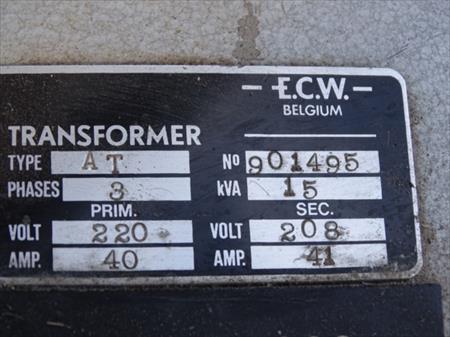 — E.C.W. —
BELGIUM
TRANSFORMER
TYPE AT No 901495
PHASES 3 kVA 15
PRIM. SEC.
VOLT 220 VOLT 208
AMP. 40 AMP. 41